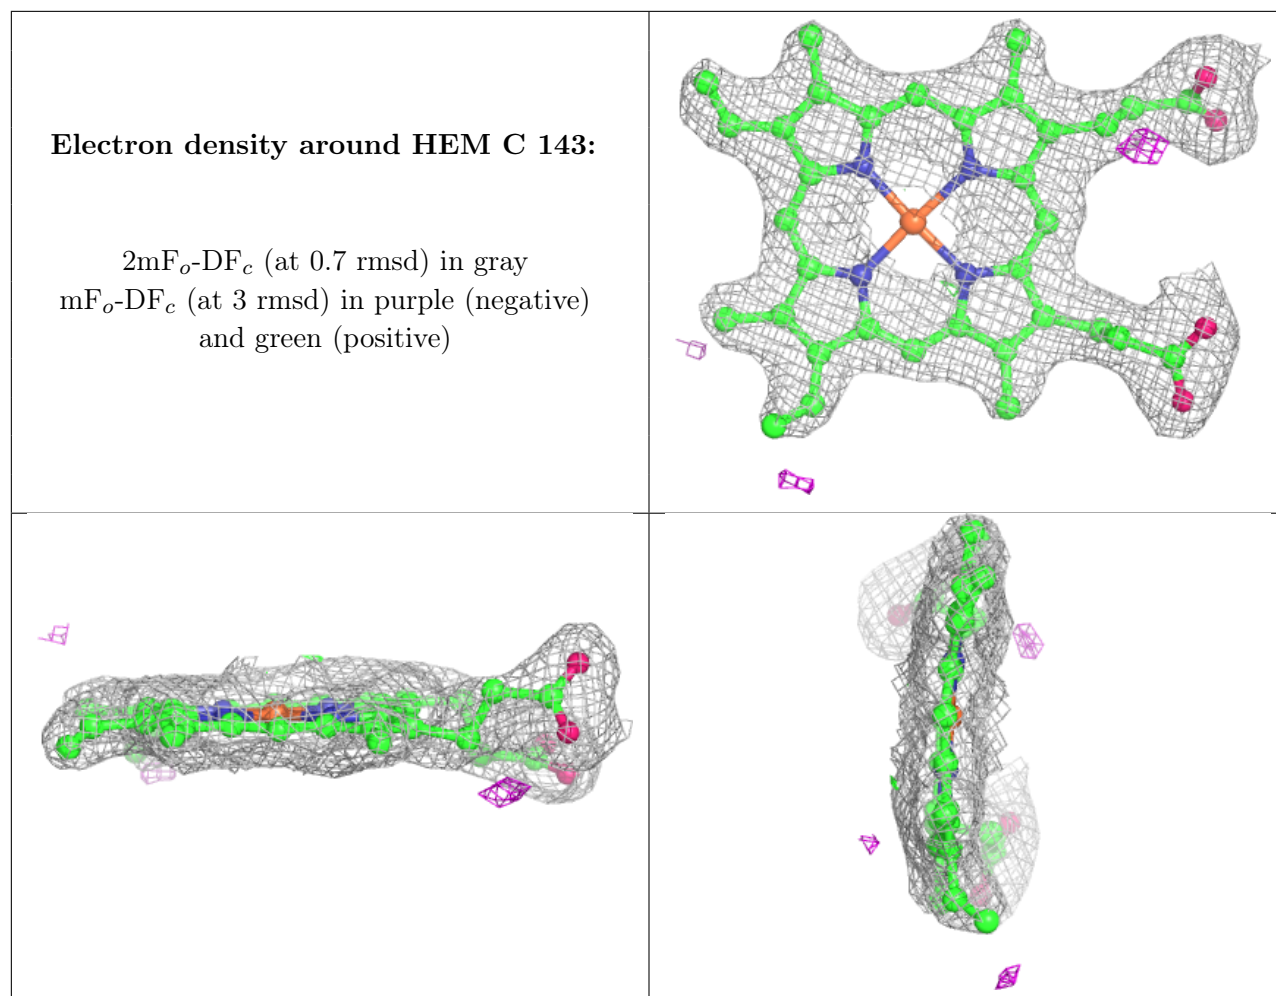 Electron density around HEM C 143:
2mFo-DFc (at 0.7 rmsd) in gray
mFo-DFc (at 3 rmsd) in purple (negative)
and green (positive)